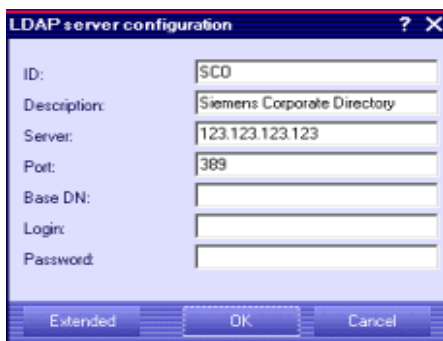 LDAP server configuration ? X
ID: SCO
Description: Siemens Corporate Directory
Server: 123.123.123.123
Port: 389
Base DN:
Login:
Password:
Extended OK Cancel